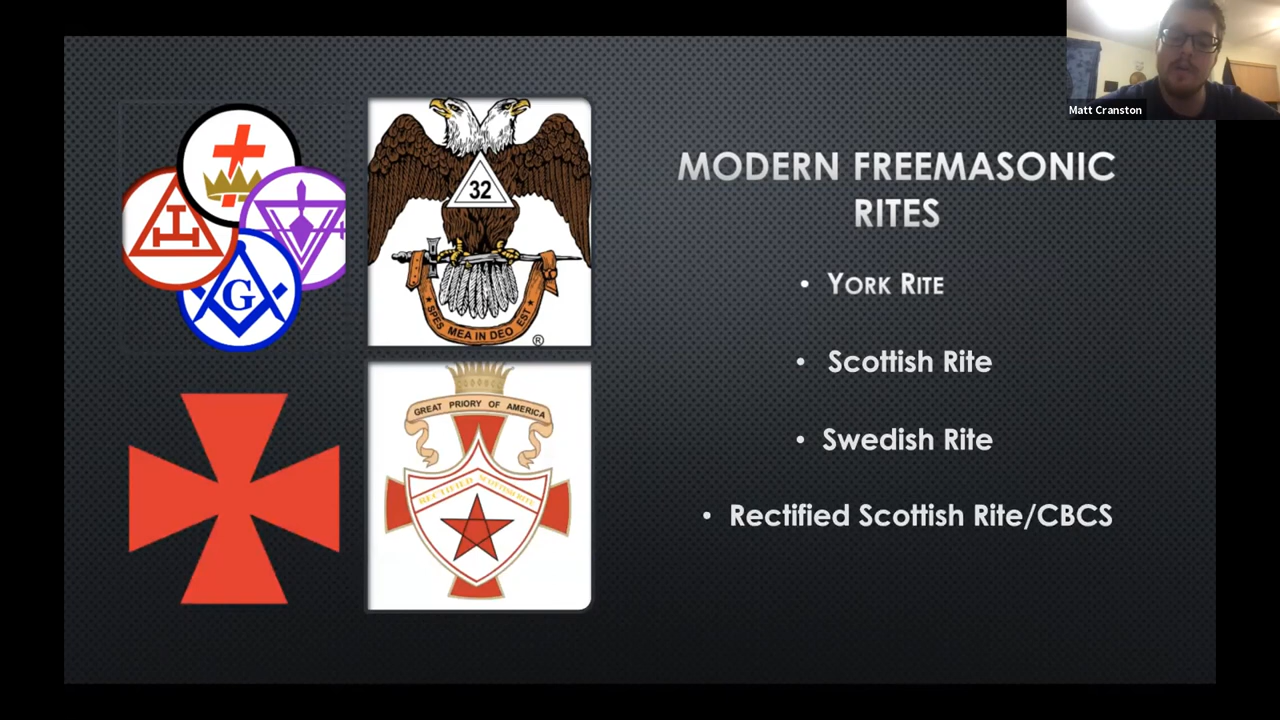 Matt Cranston
MODERN FREEMASONIC
RITES
• YORK RITE
• Scottish Rite
• Swedish Rite
• Rectified Scottish Rite/CBCS
G
32
SPES MEA IN DEO EST
®
GREAT PRIORY OF AMERICA
RECTIFIED SCOTTISH RITE